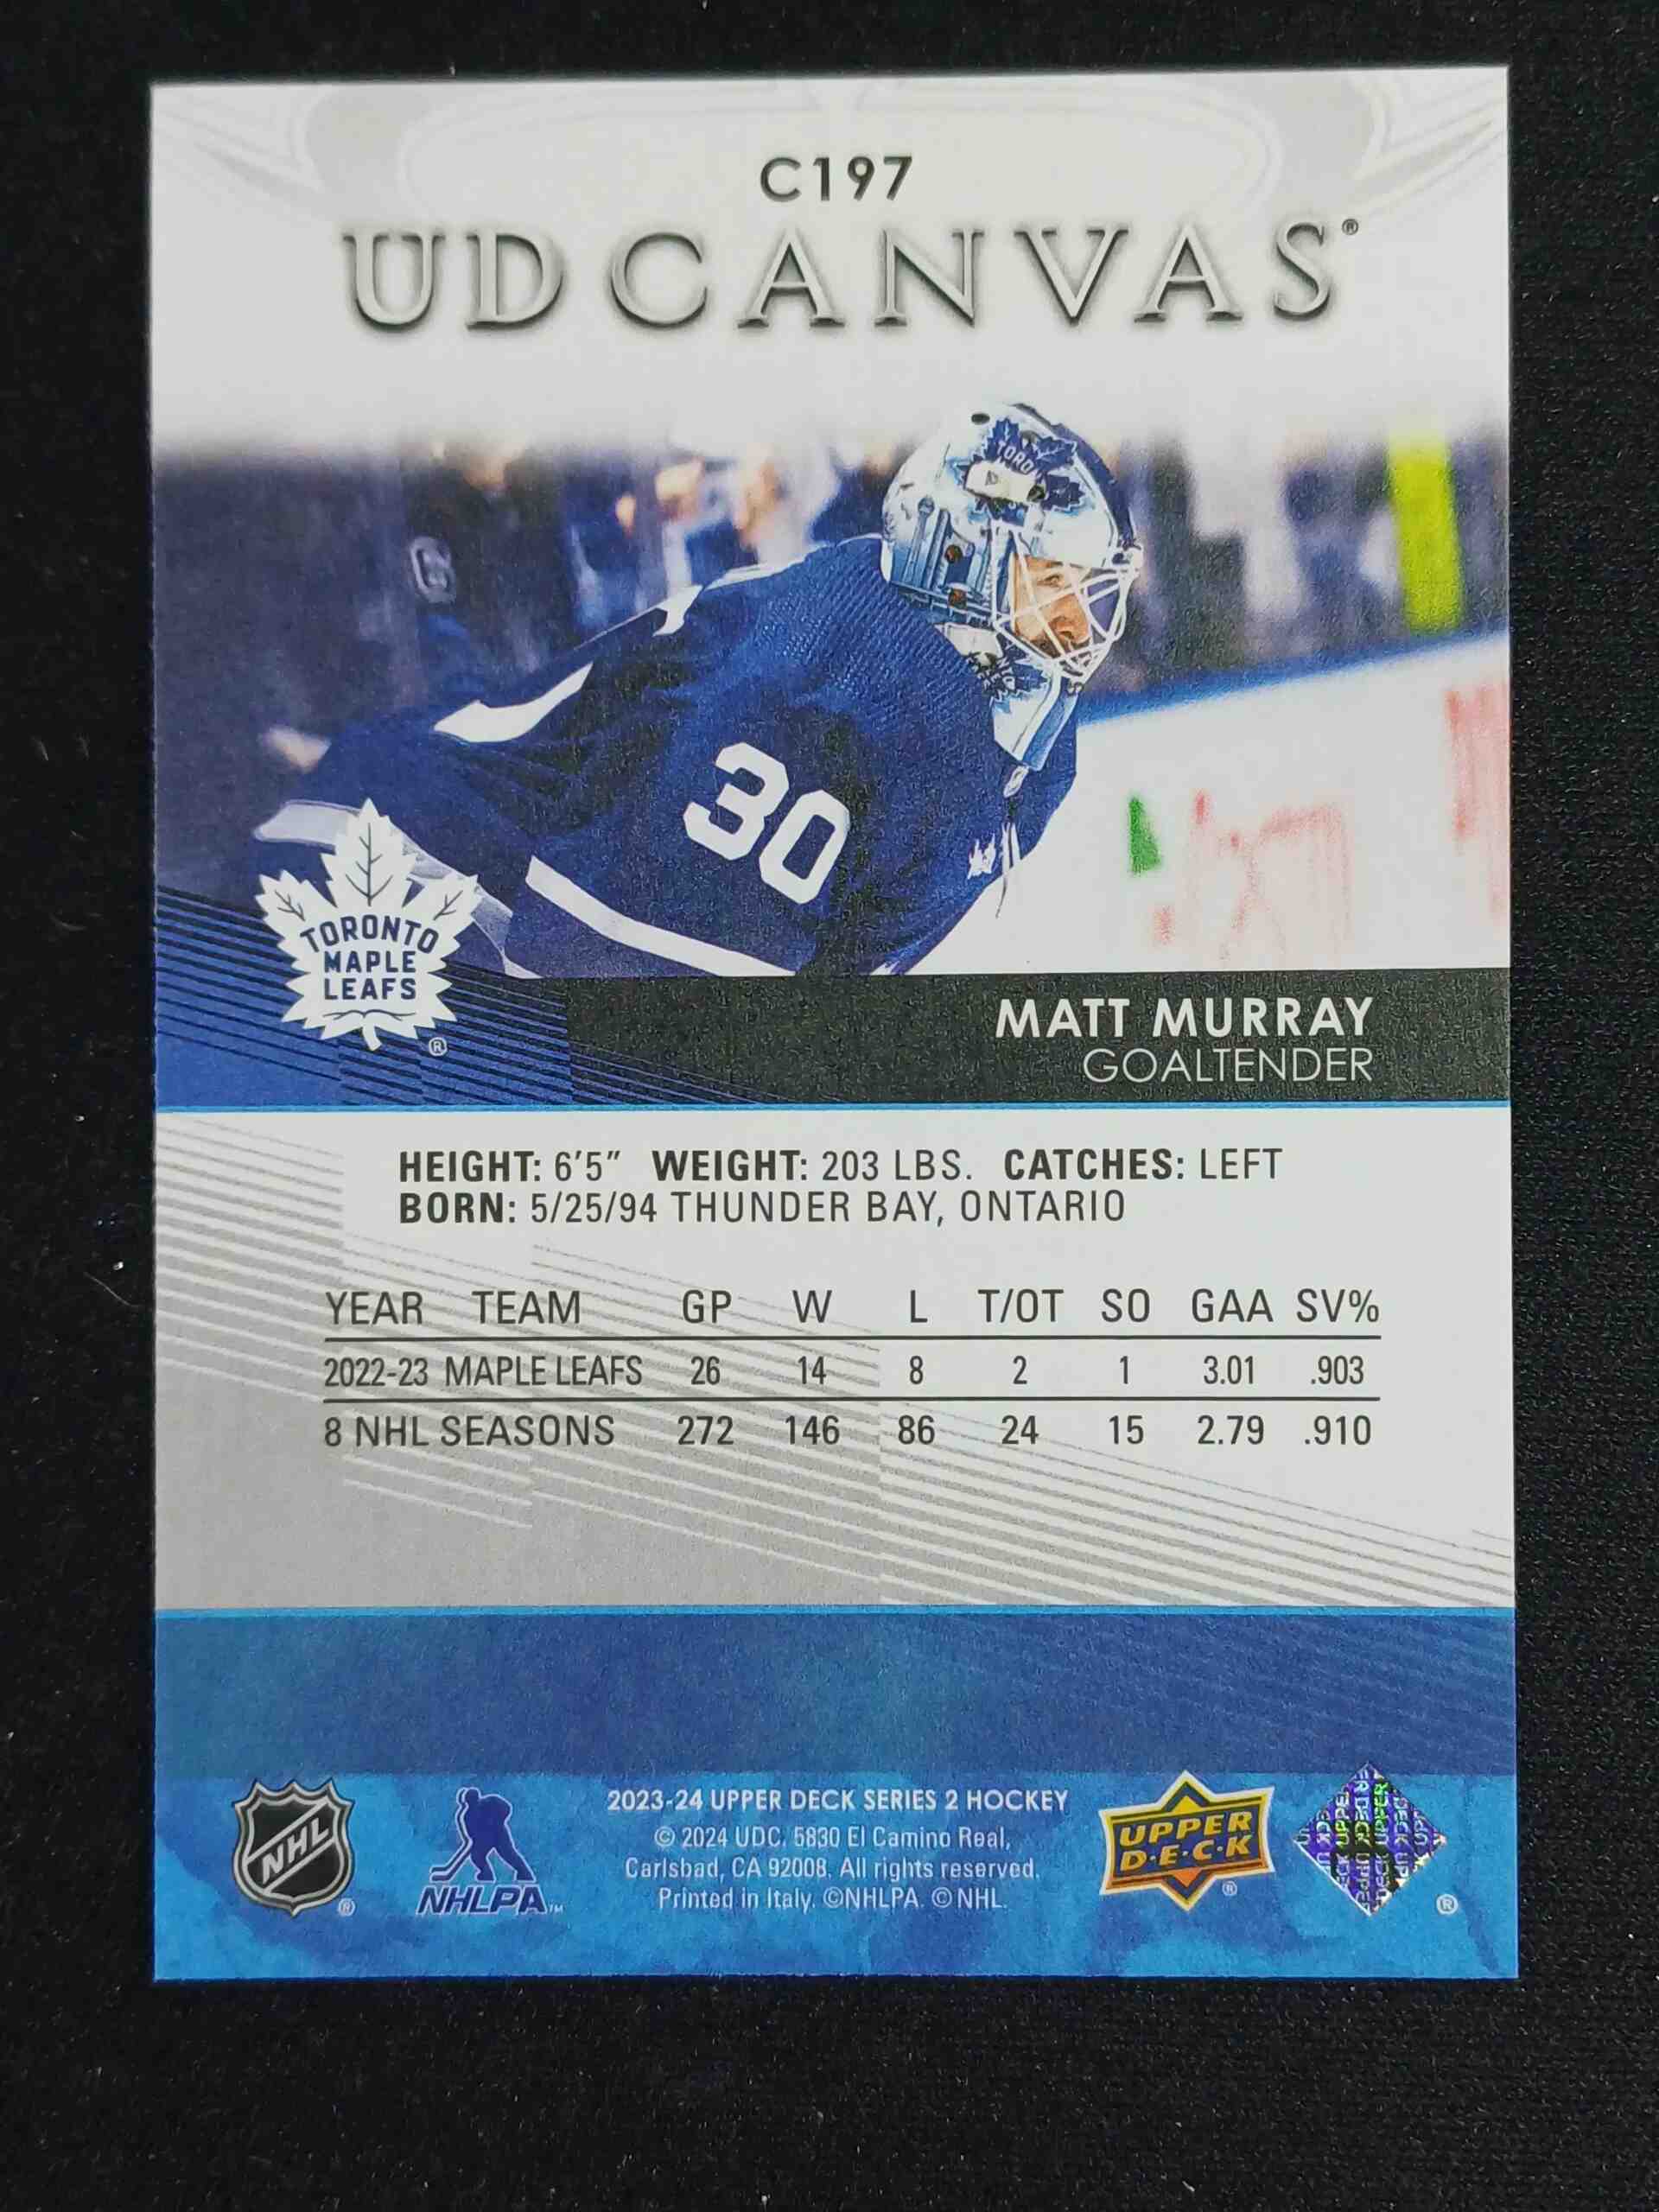 C197
UD CANVAS®
TORO
30
TORONTO
MAPLE
LEAFS
®
MATT MURRAY
GOALTENDER
HEIGHT: 6'5" WEIGHT: 203 LBS. CATCHES: LEFT
BORN: 5/25/94 THUNDER BAY, ONTARIO
YEAR TEAM GP W L T/OT SO GAA SV%
2022-23 MAPLE LEAFS 26 14 8 2 1 3.01 .903
8 NHL SEASONS 272 146 86 24 15 2.79 .910
NHL
®
NHLPA™
2023-24 UPPER DECK SERIES 2 HOCKEY
© 2024 UDC. 5830 El Camino Real,
Carlsbad, CA 92008. All rights reserved.
Printed in Italy. ©NHLPA. © NHL.
UPPER
D·E·C·K
®
UPPER
DECK
®